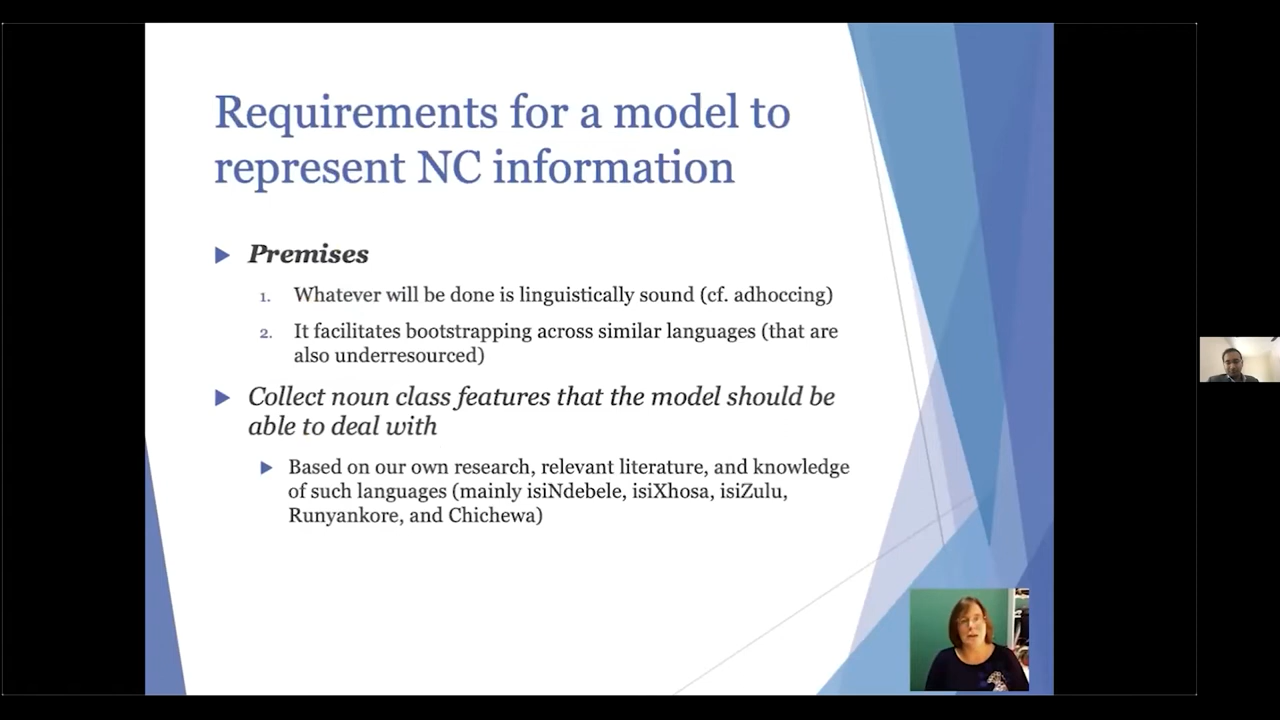 Requirements for a model to
represent NC information
Premises
1. Whatever will be done is linguistically sound (cf. adhoccing)
2. It facilitates bootstrapping across similar languages (that are
also underresourced)
Collect noun class features that the model should be
able to deal with
Based on our own research, relevant literature, and knowledge
of such languages (mainly isiNdebele, isiXhosa, isiZulu,
Runyankore, and Chichewa)